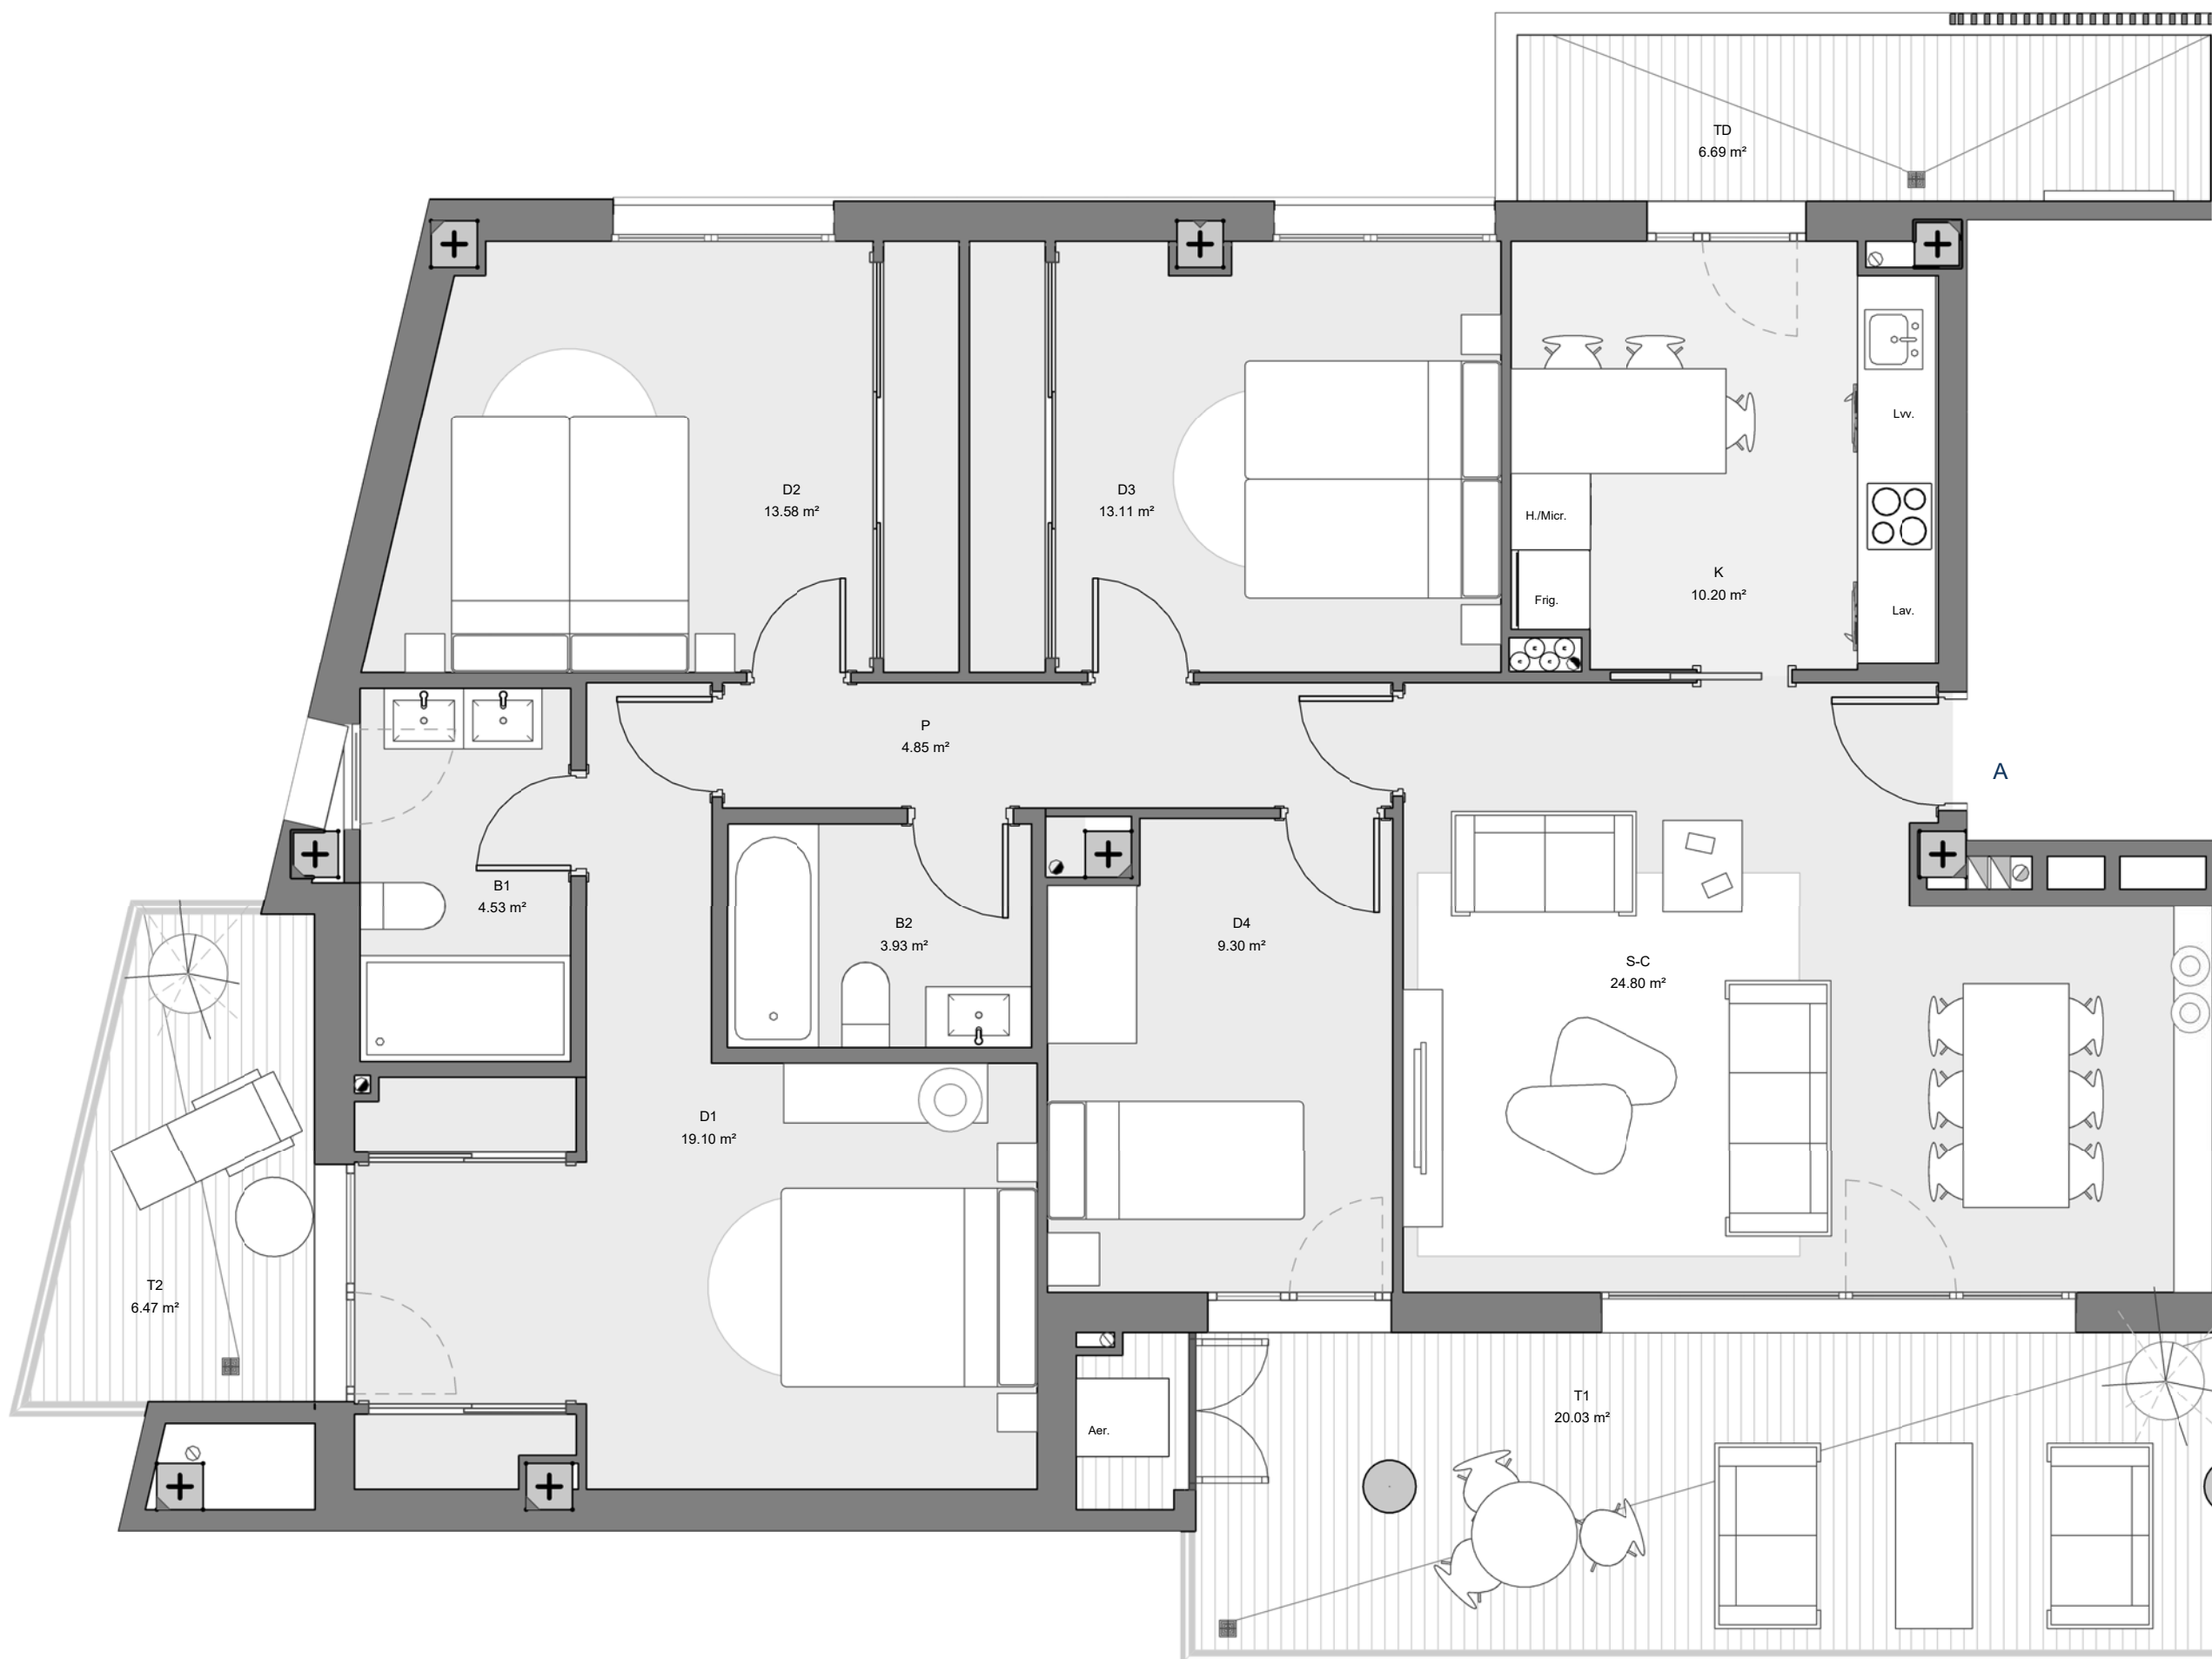 TD
6.69 m²
D2
13.58 m²
D3
13.11 m²
Lvv.
H./Micr.
K
10.20 m²
Frig.
Lav.
P
4.85 m²
A
B1
4.53 m²
B2
3.93 m²
D4
9.30 m²
S-C
24.80 m²
D1
19.10 m²
T2
6.47 m²
T1
20.03 m²
Aer.